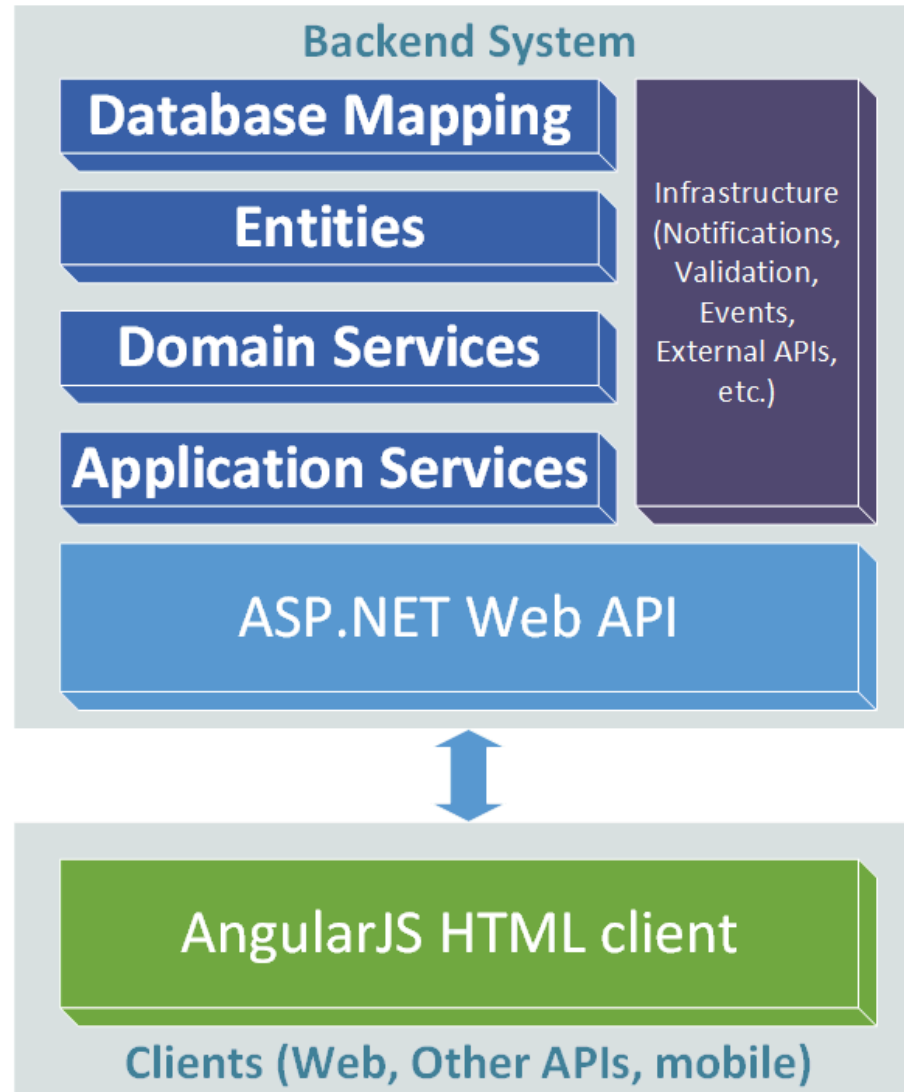 Backend System
Database Mapping
Entities
Domain Services
Application Services
Infrastructure
(Notifications,
Validation,
Events,
External APIs,
etc.)
ASP.NET Web API
AngularJS HTML client
Clients (Web, Other APIs, mobile)